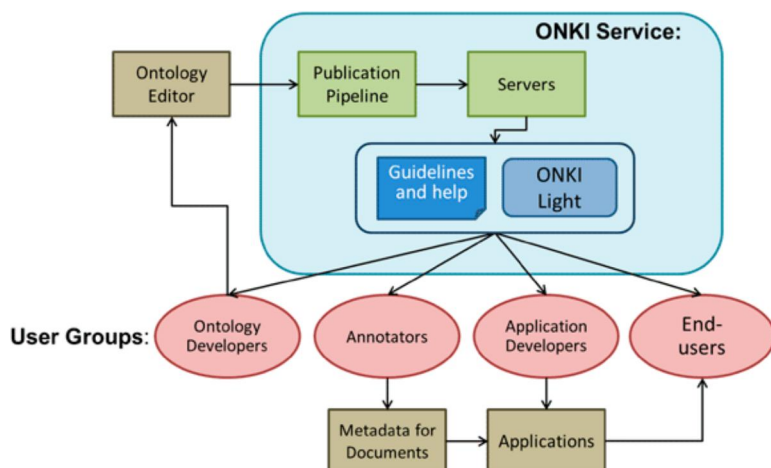 ONKI Service:
Ontology
Editor
Publication
Pipeline
Servers
Guidelines
and help
ONKI
Light
User Groups:
Ontology
Developers
Annotators
Application
Developers
End-
users
Metadata for
Documents
Applications